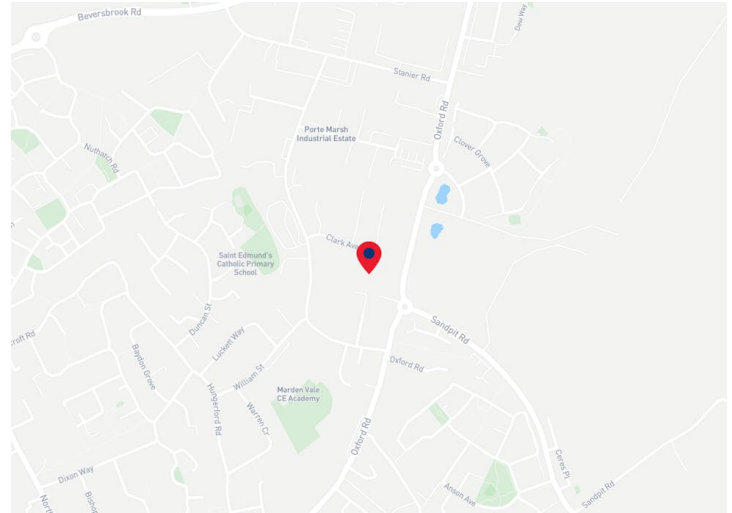 Beversbrook Rd
Dew Way
Stanier Rd
Oxford Rd
Porte Marsh
Industrial Estate
Clover Grove
Nuthatch Rd
Clark Ave
Saint Edmund's
Catholic Primary
School
Duncan St
Sandpit Rd
Luckett Way
Baydon Grove
William St
Oxford Rd
Hungerford Rd
Marden Vale
CE Academy
Warren Cr
Oxford Rd
Ceres Pl
Dixon Way
Anson Ave
Sandpit Rd